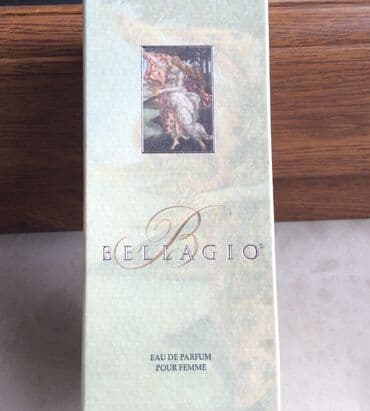 B
BELLAGIO
EAU DE PARFUM
POUR FEMME